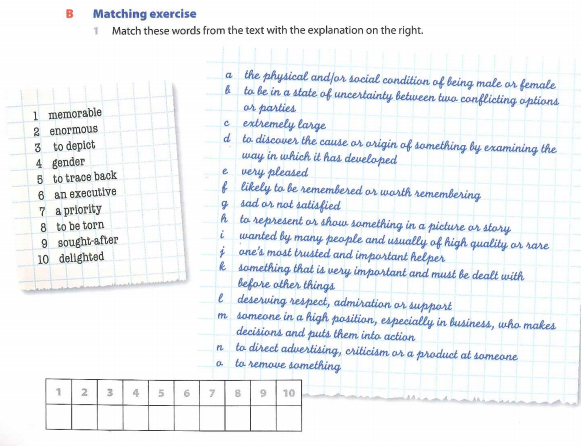 B Matching exercise
1 Match these words from the text with the explanation on the right.
1 memorable
2 enormous
3 to depict
4 gender
5 to trace back
6 an executive
7 a priority
8 to be torn
9 sought-after
10 delighted
a the physical and/or social condition of being male or female
b to be in a state of uncertainty between two conflicting options
or parties
c extremely large
d to discover the cause or origin of something by examining the
way in which it has developed
e very pleased
f likely to be remembered or worth remembering
g sad or not satisfied
h to represent or show something in a picture or story
i wanted by many people and usually of high quality or rare
j one's most trusted and important helper
k something that is very important and must be dealt with
before other things
l deserving respect, admiration or support
m someone in a high position, especially in business, who makes
decisions and puts them into action
n to direct advertising, criticism or a product at someone
o to remove something
1 2 3 4 5 6 7 8 9 10